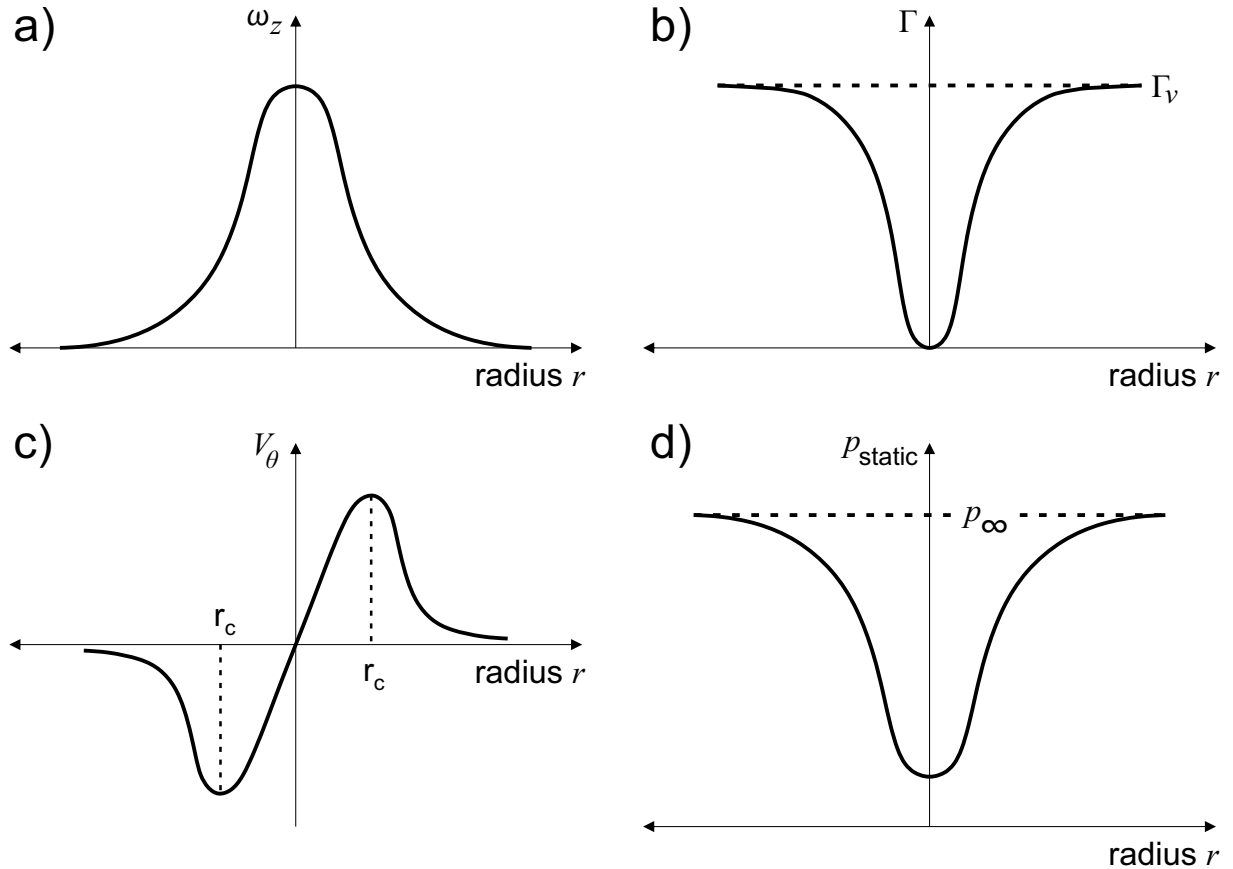 a)
ω_z
radius r
b)
Γ
Γ_v
radius r
c)
V_θ
r_c
r_c
radius r
d)
p_static
p_∞
radius r